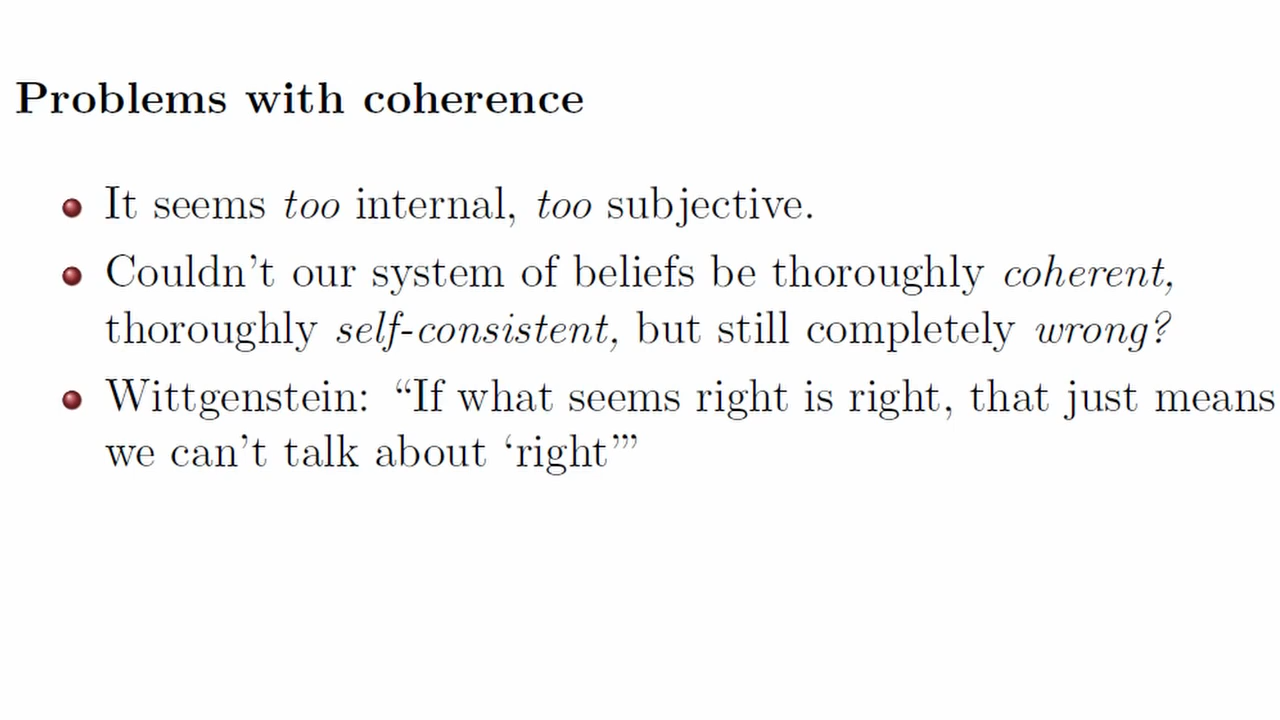 Problems with coherence
It seems too internal, too subjective.
Couldn't our system of beliefs be thoroughly coherent,
thoroughly self-consistent, but still completely wrong?
Wittgenstein: “If what seems right is right, that just means
we can't talk about ‘right’”